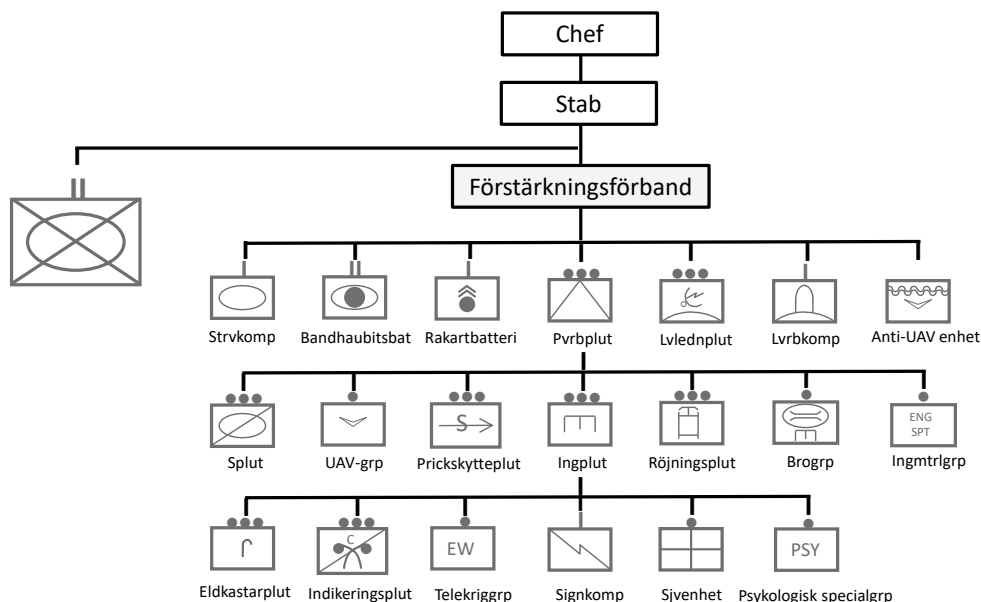 Chef
Stab
Förstärkningsförband
Strvkomp Bandhaubitsbat Rakartbatteri Pvrbplut Lvlednplut Lvrbkomp Anti-UAV enhet
S
ENG
SPT
Splut UAV-grp Prickskytteplut Ingplut Röjningsplut Brogrp Ingmtrlgrp
C
EW PSY
Eldkastarplut Indikeringsplut Telekriggrp Signkomp Sjvenhet Psykologisk specialgrp